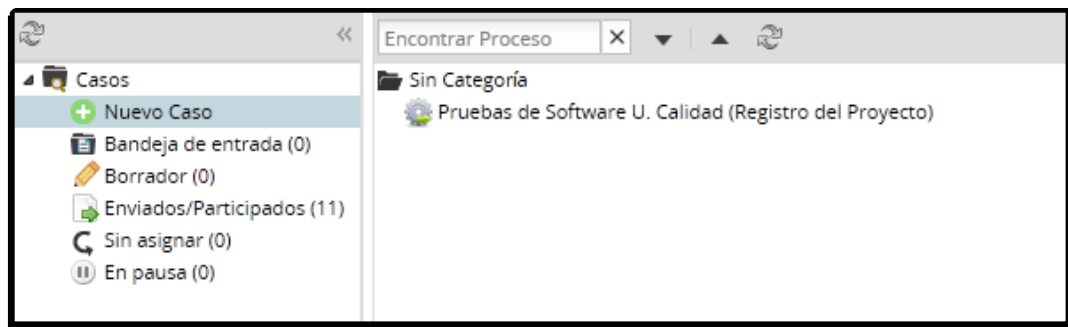 Casos
Nuevo Caso
Bandeja de entrada (0)
Borrador (0)
Enviados/Participados (11)
Sin asignar (0)
En pausa (0)
Encontrar Proceso
Sin Categoría
Pruebas de Software U. Calidad (Registro del Proyecto)